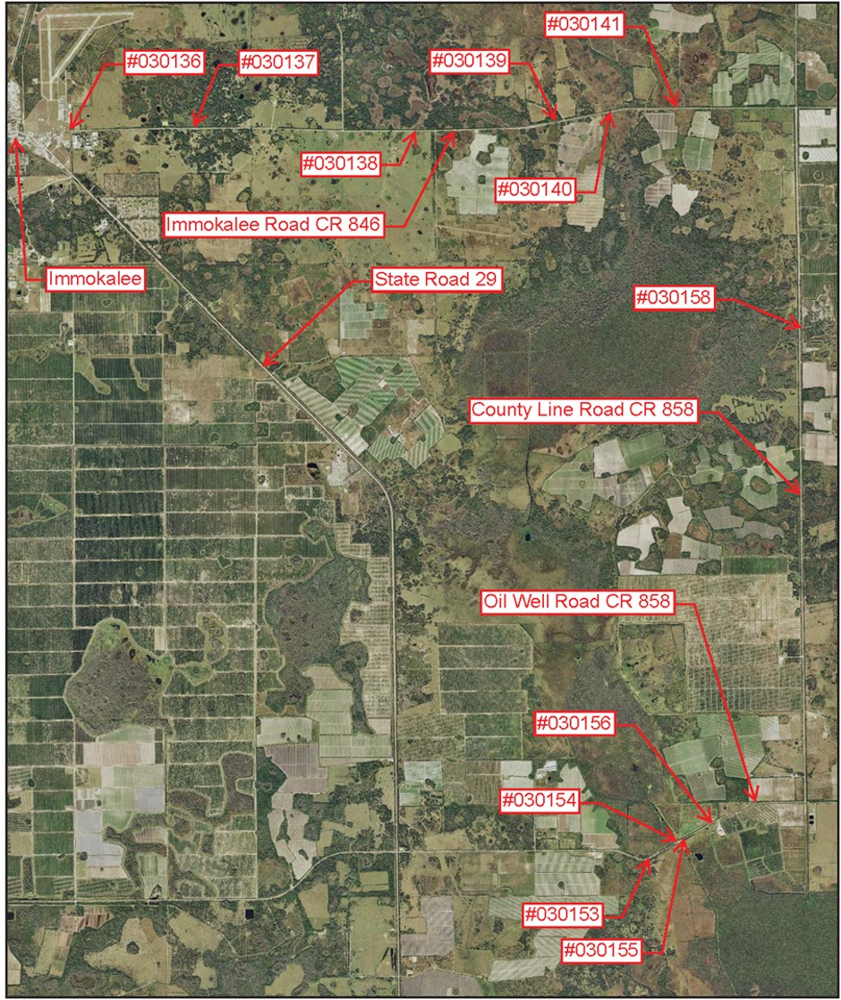 #030141
#030136
#030137
#030139
#030138
#030140
Immokalee Road CR 846
Immokalee
State Road 29
#030158
County Line Road CR 858
Oil Well Road CR 858
#030156
#030154
#030153
#030155